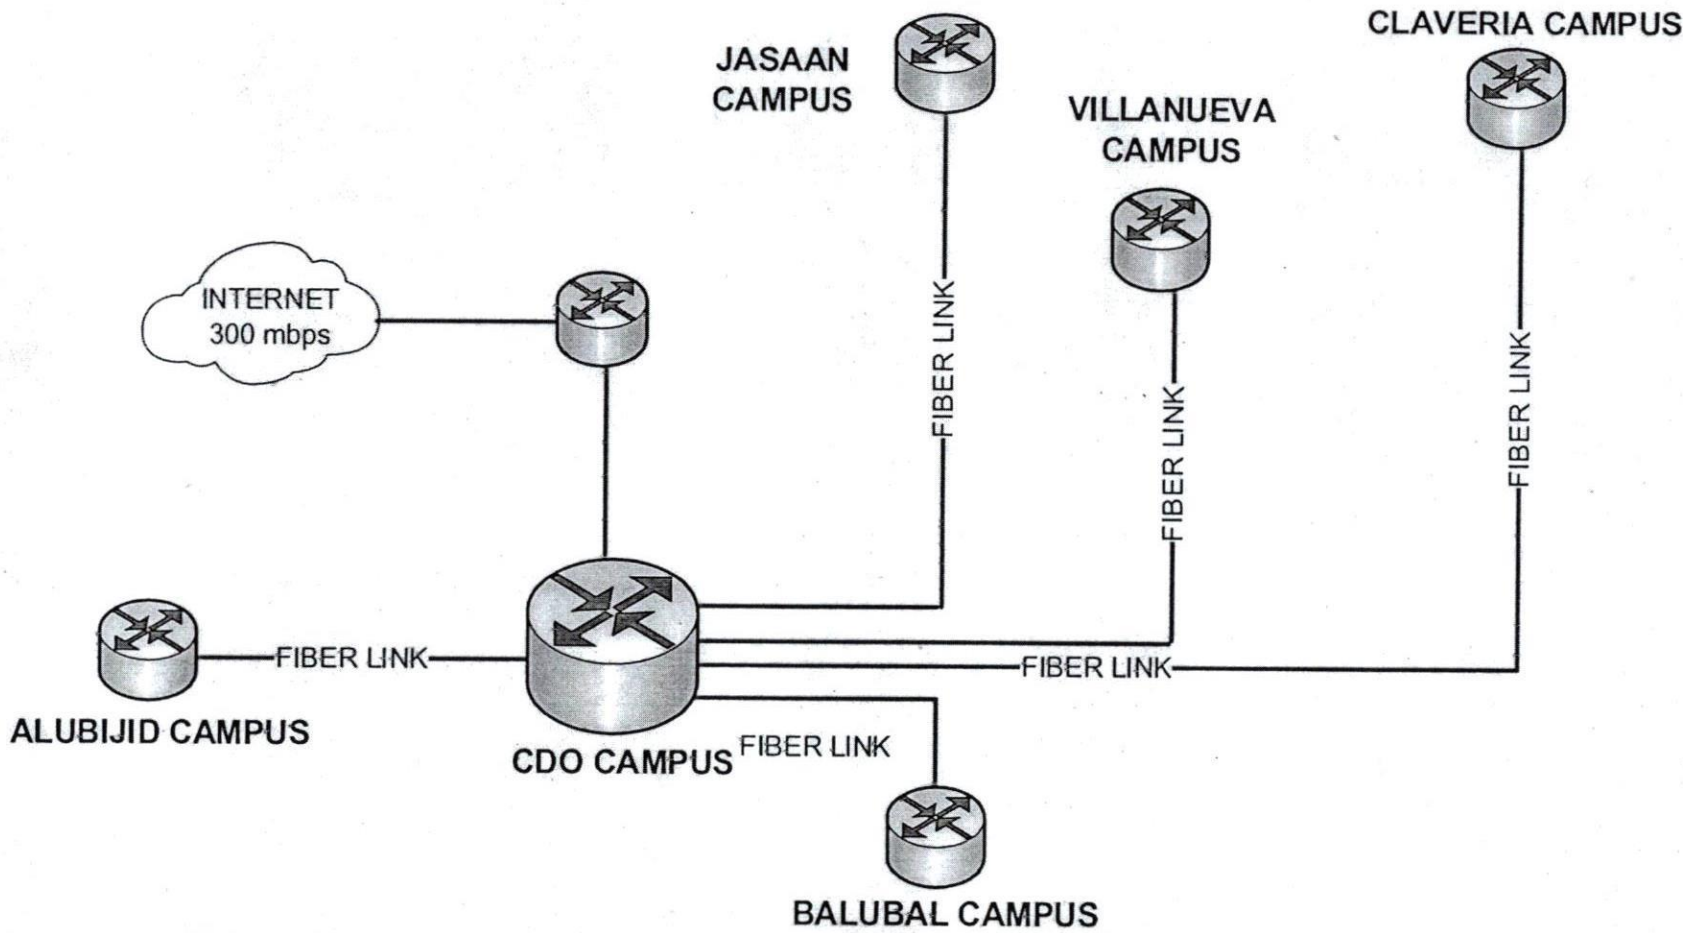 CLAVERIA CAMPUS
JASAAN
CAMPUS
VILLANUEVA
CAMPUS
INTERNET
300 mbps
FIBER LINK
FIBER LINK
FIBER LINK
FIBER LINK
FIBER LINK
ALUBIJID CAMPUS
CDO CAMPUS
FIBER LINK
BALUBAL CAMPUS